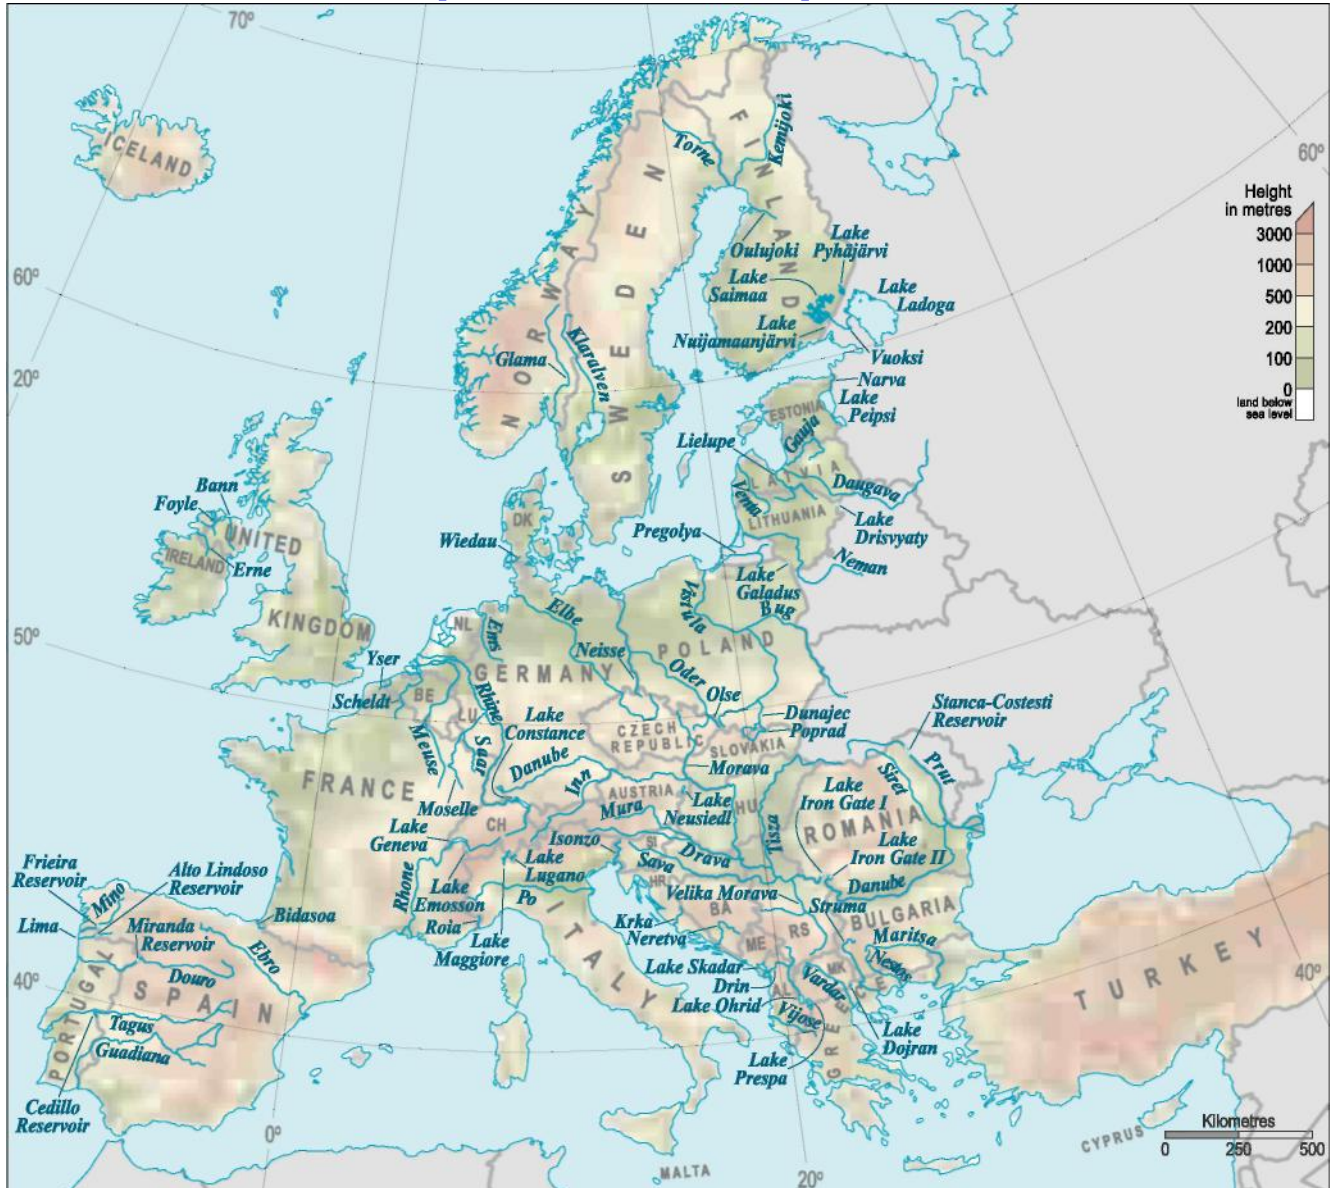 70º
60º
Height
in metres
3000
1000
500
200
100
0
land below
sea level
ICELAND
FINLAND
Kemijoki
Torne
SWEDEN
NORWAY
Oulujoki
Lake
Pyhäjärvi
Lake
Saimaa
Lake
Ladoga
Lake
Nuijamaanjärvi
Vuoksi
60º
20º
Glama
Klaralven
Narva
Lake
Peipsi
ESTONIA
Gauja
Lielupe
LATVIA
Daugava
Venta
LITHUANIA
Lake
Drisvyaty
Bann
Foyle
UNITED
KINGDOM
IRELAND
Erne
DK
Wiedau
Pregolya
Neman
Lake
Galadus
Bug
Vistula
POLAND
50º
NL
Ems
Elbe
Neisse
GERMANY
Oder
Olse
Yser
Scheldt
BE
LU
Rhine
Meuse
Saar
Moselle
Lake
Constance
Danube
Inn
CZECH
REPUBLIC
SLOVAKIA
Dunajec
Poprad
Stanca-Costesti
Reservoir
Morava
Siret
Prut
FRANCE
AUSTRIA
Mura
Lake
Neusiedl
HU
Tisza
Lake
Iron Gate I
ROMANIA
Lake
Iron Gate II
CH
Lake
Geneva
Isonzo
SI
Sava
Drava
HR
Danube
Velika Morava
Struma
BULGARIA
Lake
Lugano
Lake
Emosson
Rhone
Po
Roia
Lake
Maggiore
ITALY
Krka
Neretva
BA
RS
ME
Maritsa
Nestos
MK
Vardar
Lake Skadar
Drin
AL
Lake Ohrid
Vijose
GREECE
Lake
Dojran
Lake
Prespa
TURKEY
40º
Frieira
Reservoir
Mino
Alto Lindoso
Reservoir
Lima
Miranda
Reservoir
Bidasoa
Ebro
Douro
SPAIN
PORTUGAL
40º
Tagus
Guadiana
Cedillo
Reservoir
0º
MALTA
20º
CYPRUS
Kilometres
0 250 500